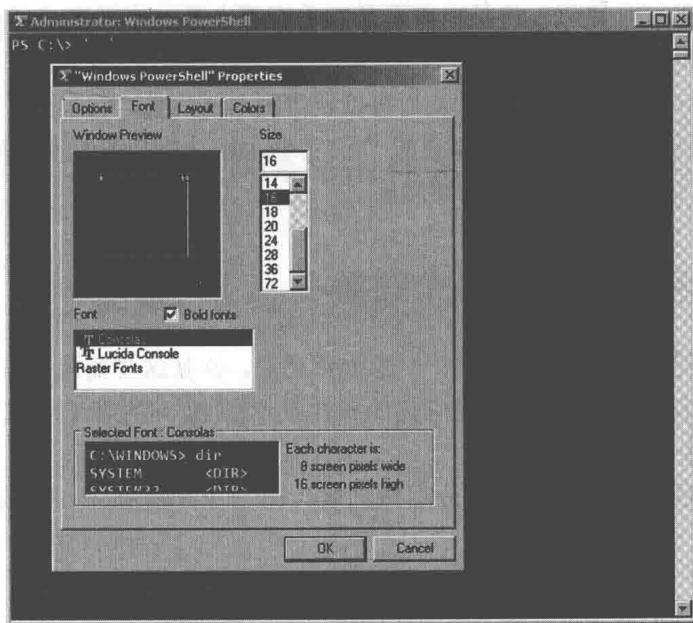 Administrator: Windows PowerShell
PS C:\> ' '
"Windows PowerShell" Properties
Options Font Layout Colors
Window Preview Size
16
14
16
18
20
24
28
36
72
Font Bold fonts
Consolas
Lucida Console
Raster Fonts
Selected Font : Consolas
C:\WINDOWS> dir
SYSTEM <DIR>
SYSTEM32 <DIR>
Each character is:
8 screen pixels wide
16 screen pixels high
OK Cancel